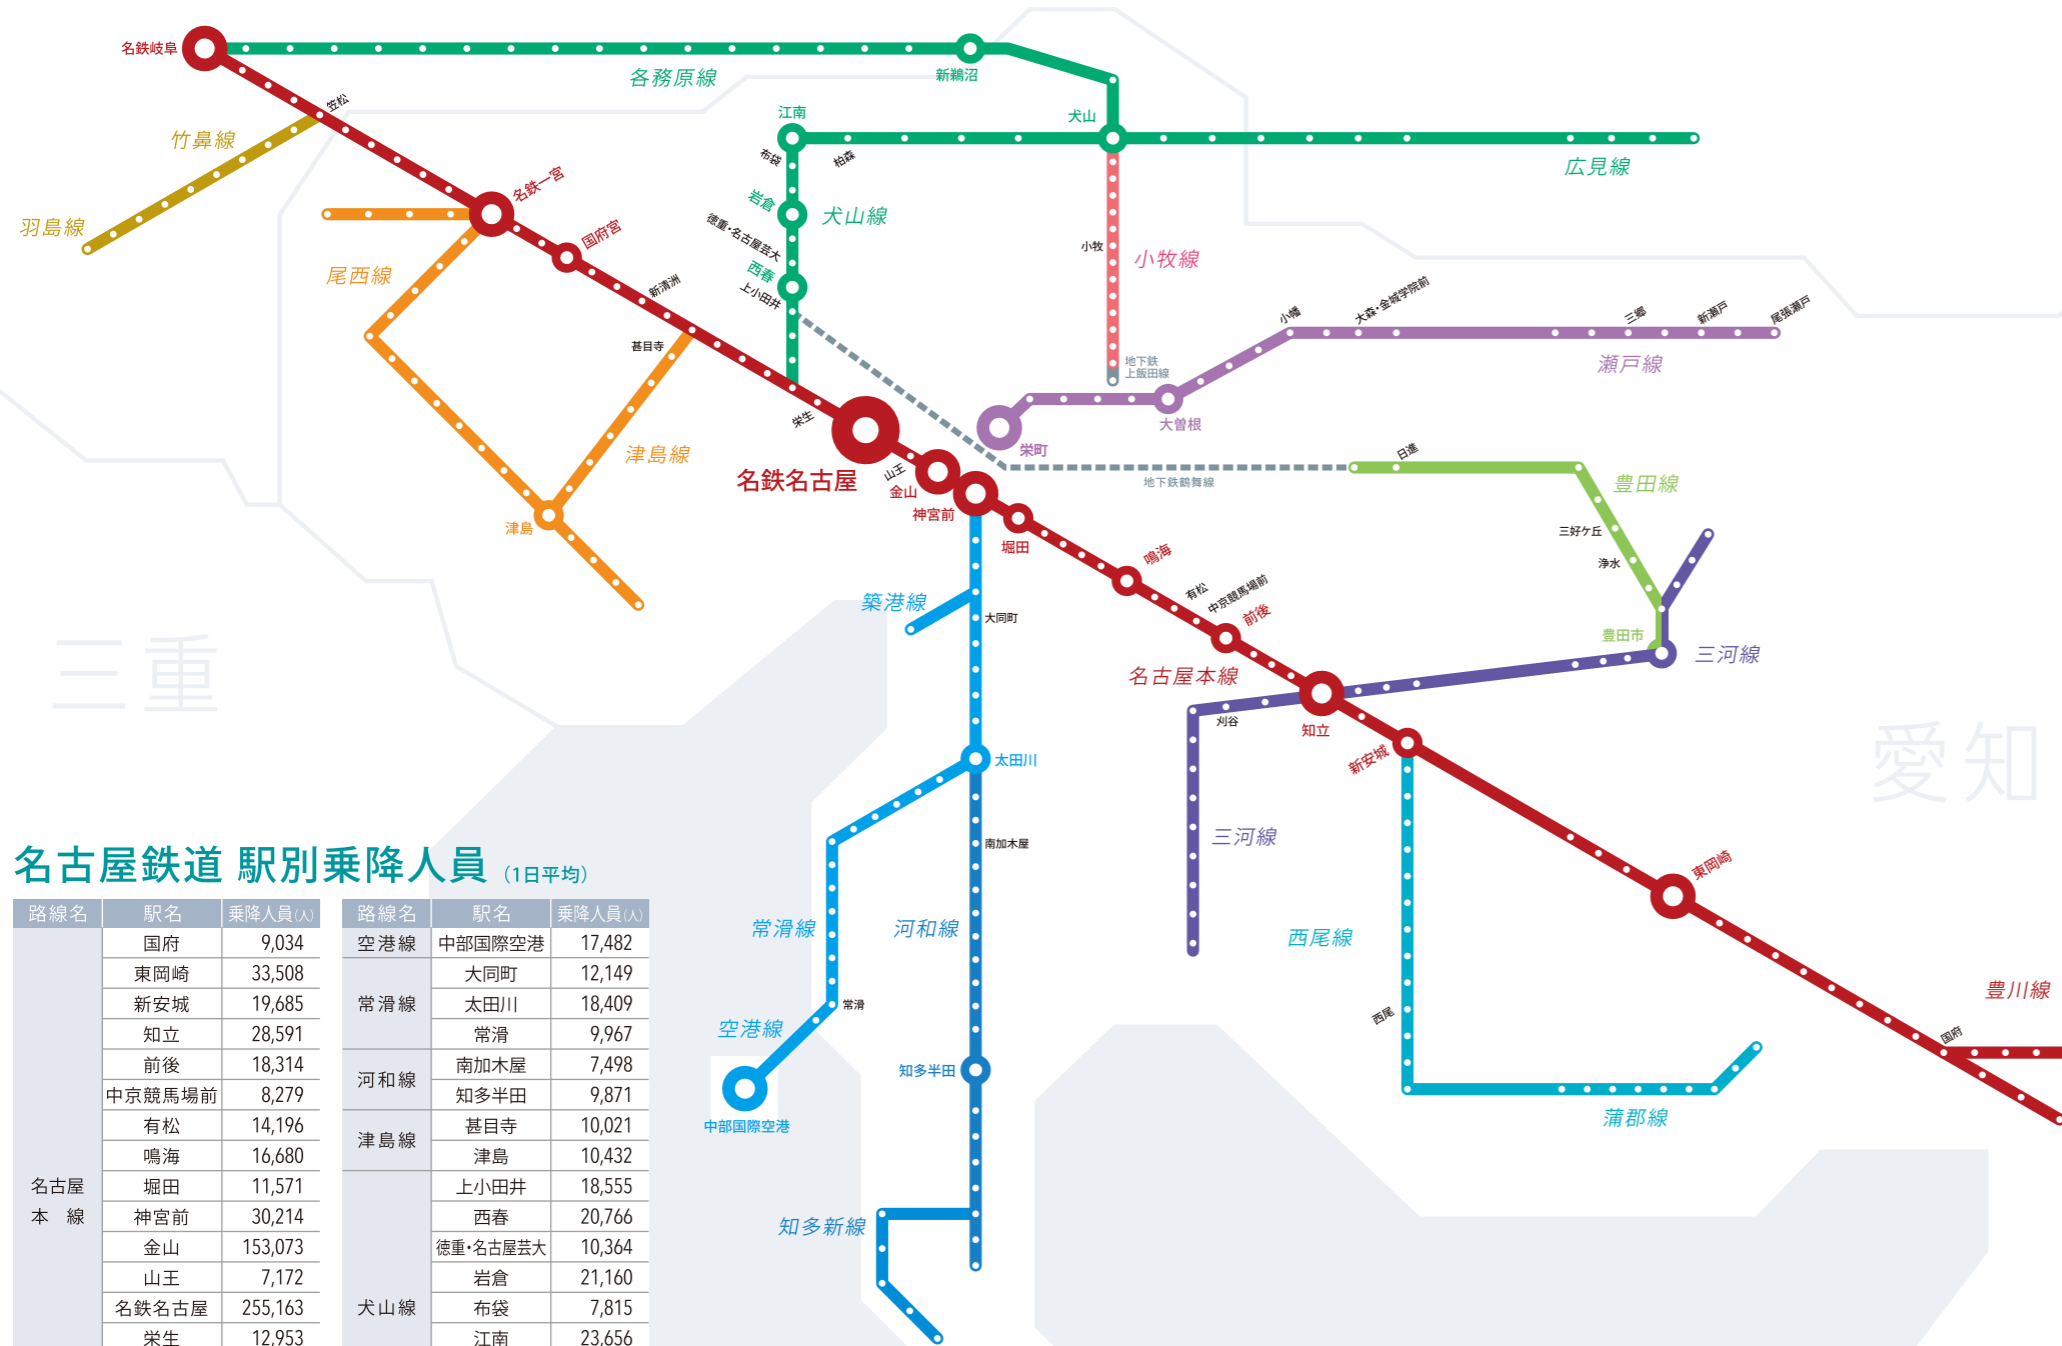 名鉄岐阜
各務原線
新鵜沼
笠松
竹鼻線
羽島線
江南
布袋
柏森
犬山
広見線
岩倉
犬山線
徳重・名古屋芸大
西春
上小田井
小牧
小牧線
名鉄一宮
国府宮
尾西線
新清洲
甚目寺
津島線
津島
栄生
名鉄名古屋
山王
金山
神宮前
堀田
地下鉄
上飯田線
小幡
大森・金城学院前
三郷
新瀬戸
尾張瀬戸
瀬戸線
大曽根
栄町
地下鉄鶴舞線
日進
豊田線
三好ケ丘
浄水
豊田市
三河線
鳴海
有松
中京競馬場前
前後
名古屋本線
築港線
大同町
刈谷
知立
新安城
三重
愛知
太田川
三河線
南加木屋
東岡崎
常滑線
河和線
西尾線
豊川線
常滑
空港線
西尾
国府
知多半田
中部国際空港
蒲郡線
知多新線
名古屋鉄道 駅別乗降人員（1日平均）
路線名 駅名 乗降人員(人)
名古屋
本 線
国府 9,034
東岡崎 33,508
新安城 19,685
知立 28,591
前後 18,314
中京競馬場前 8,279
有松 14,196
鳴海 16,680
堀田 11,571
神宮前 30,214
金山 153,073
山王 7,172
名鉄名古屋 255,163
栄生 12,953
路線名 駅名 乗降人員(人)
空港線 中部国際空港 17,482
常滑線
大同町 12,149
太田川 18,409
常滑 9,967
河和線
南加木屋 7,498
知多半田 9,871
津島線
甚目寺 10,021
津島 10,432
犬山線
上小田井 18,555
西春 20,766
徳重・名古屋芸大 10,364
岩倉 21,160
布袋 7,815
江南 23,656